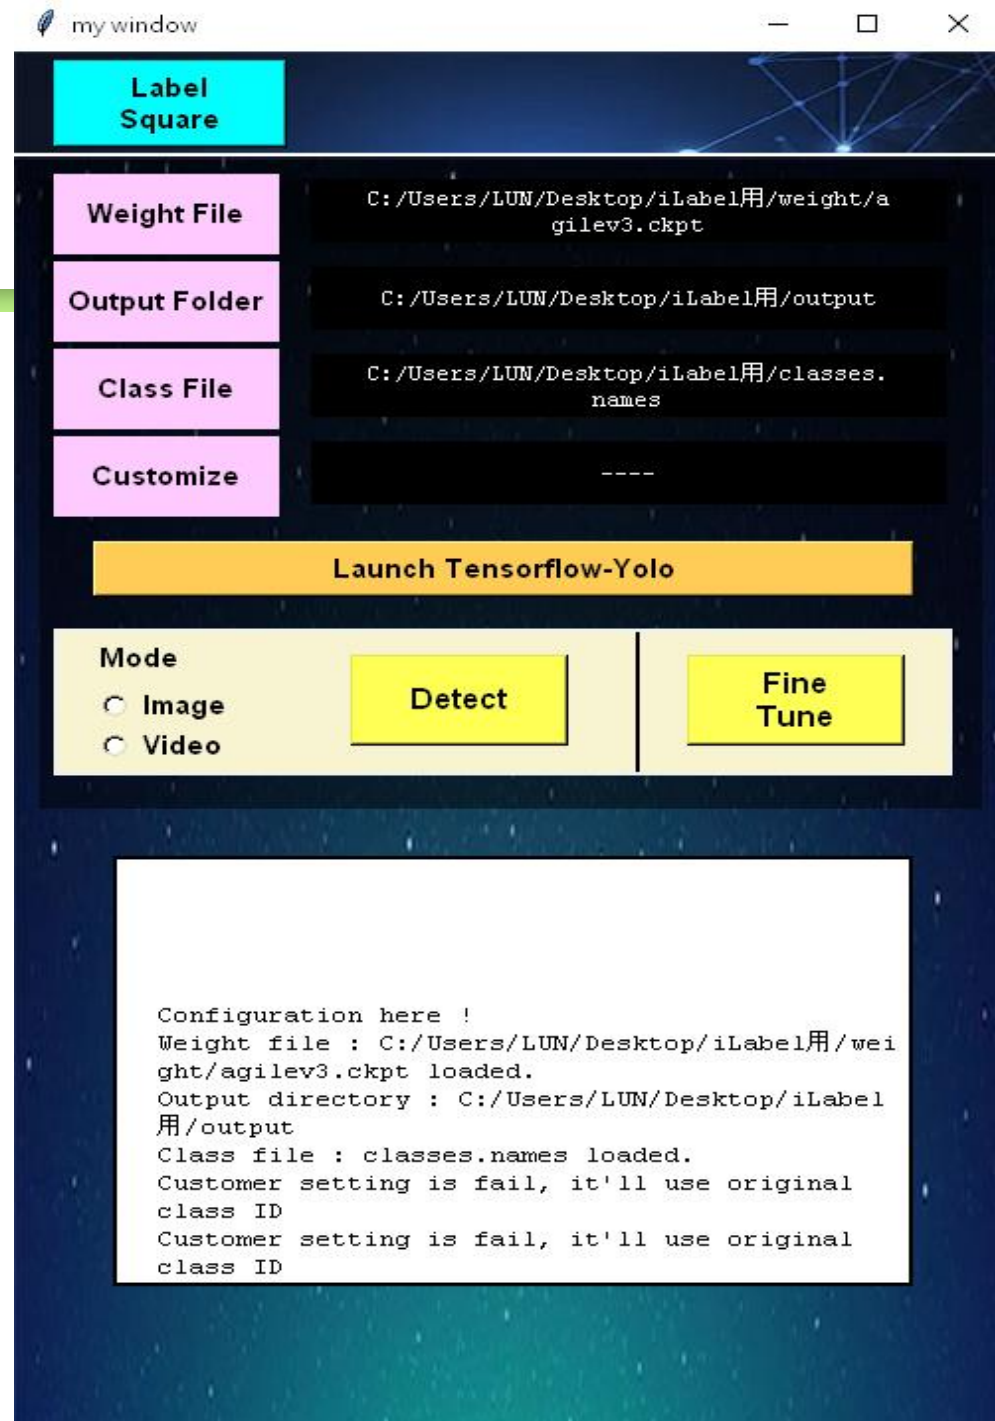 my window
Label
Square
Weight File
C:/Users/LUN/Desktop/iLabel用/weight/a
gilev3.ckpt
Output Folder
C:/Users/LUN/Desktop/iLabel用/output
Class File
C:/Users/LUN/Desktop/iLabel用/classes.
names
Customize
----
Launch Tensorflow-Yolo
Mode
Image
Video
Detect
Fine
Tune
Configuration here !
Weight file : C:/Users/LUN/Desktop/iLabel用/wei
ght/agilev3.ckpt loaded.
Output directory : C:/Users/LUN/Desktop/iLabel
用/output
Class file : classes.names loaded.
Customer setting is fail, it'll use original
class ID
Customer setting is fail, it'll use original
class ID